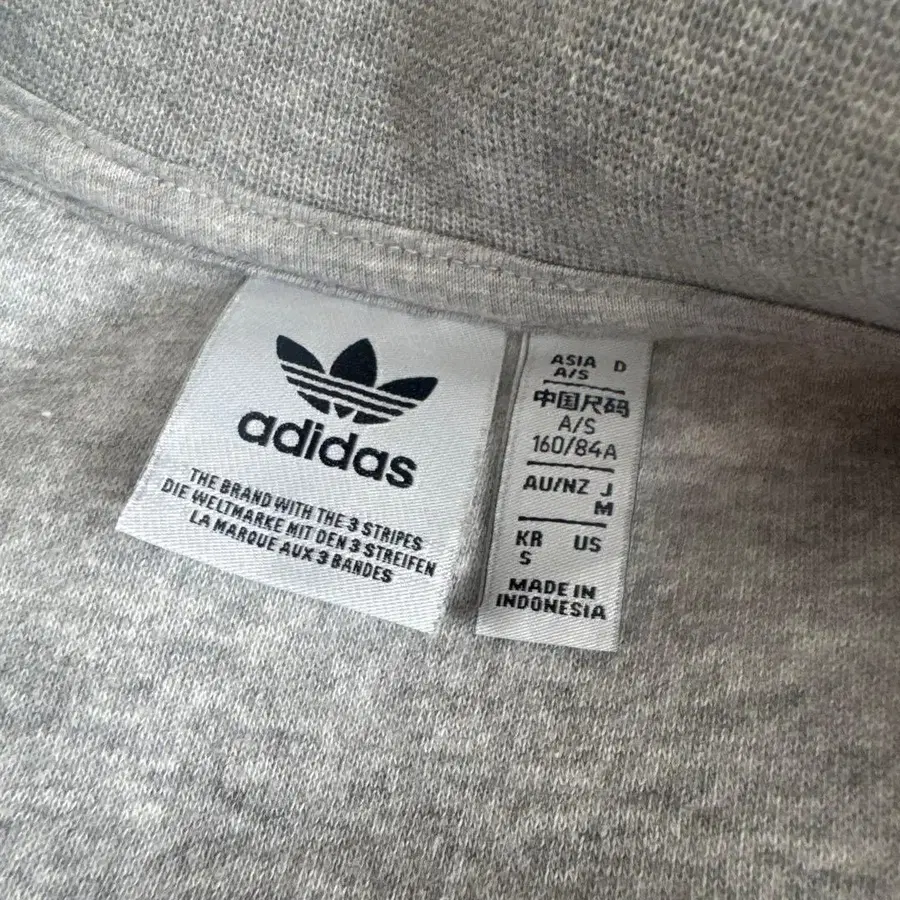 adidas
THE BRAND WITH THE 3 STRIPES
DIE WELTMARKE MIT DEN 3 STREIFEN
LA MARQUE AUX 3 BANDES
ASIA D
A/S
中国尺码
A/S
160/84A
AU/NZ J
M
KR US
S
MADE IN
INDONESIA